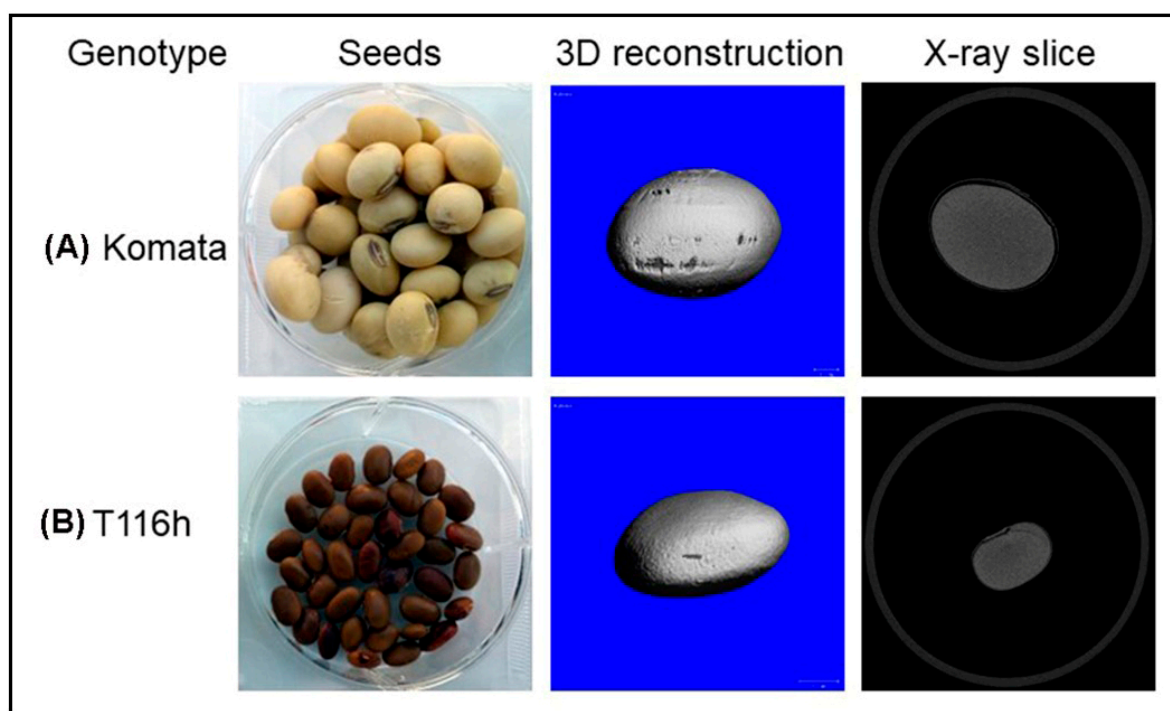 Genotype Seeds 3D reconstruction X-ray slice
(A) Komata
(B) T116h